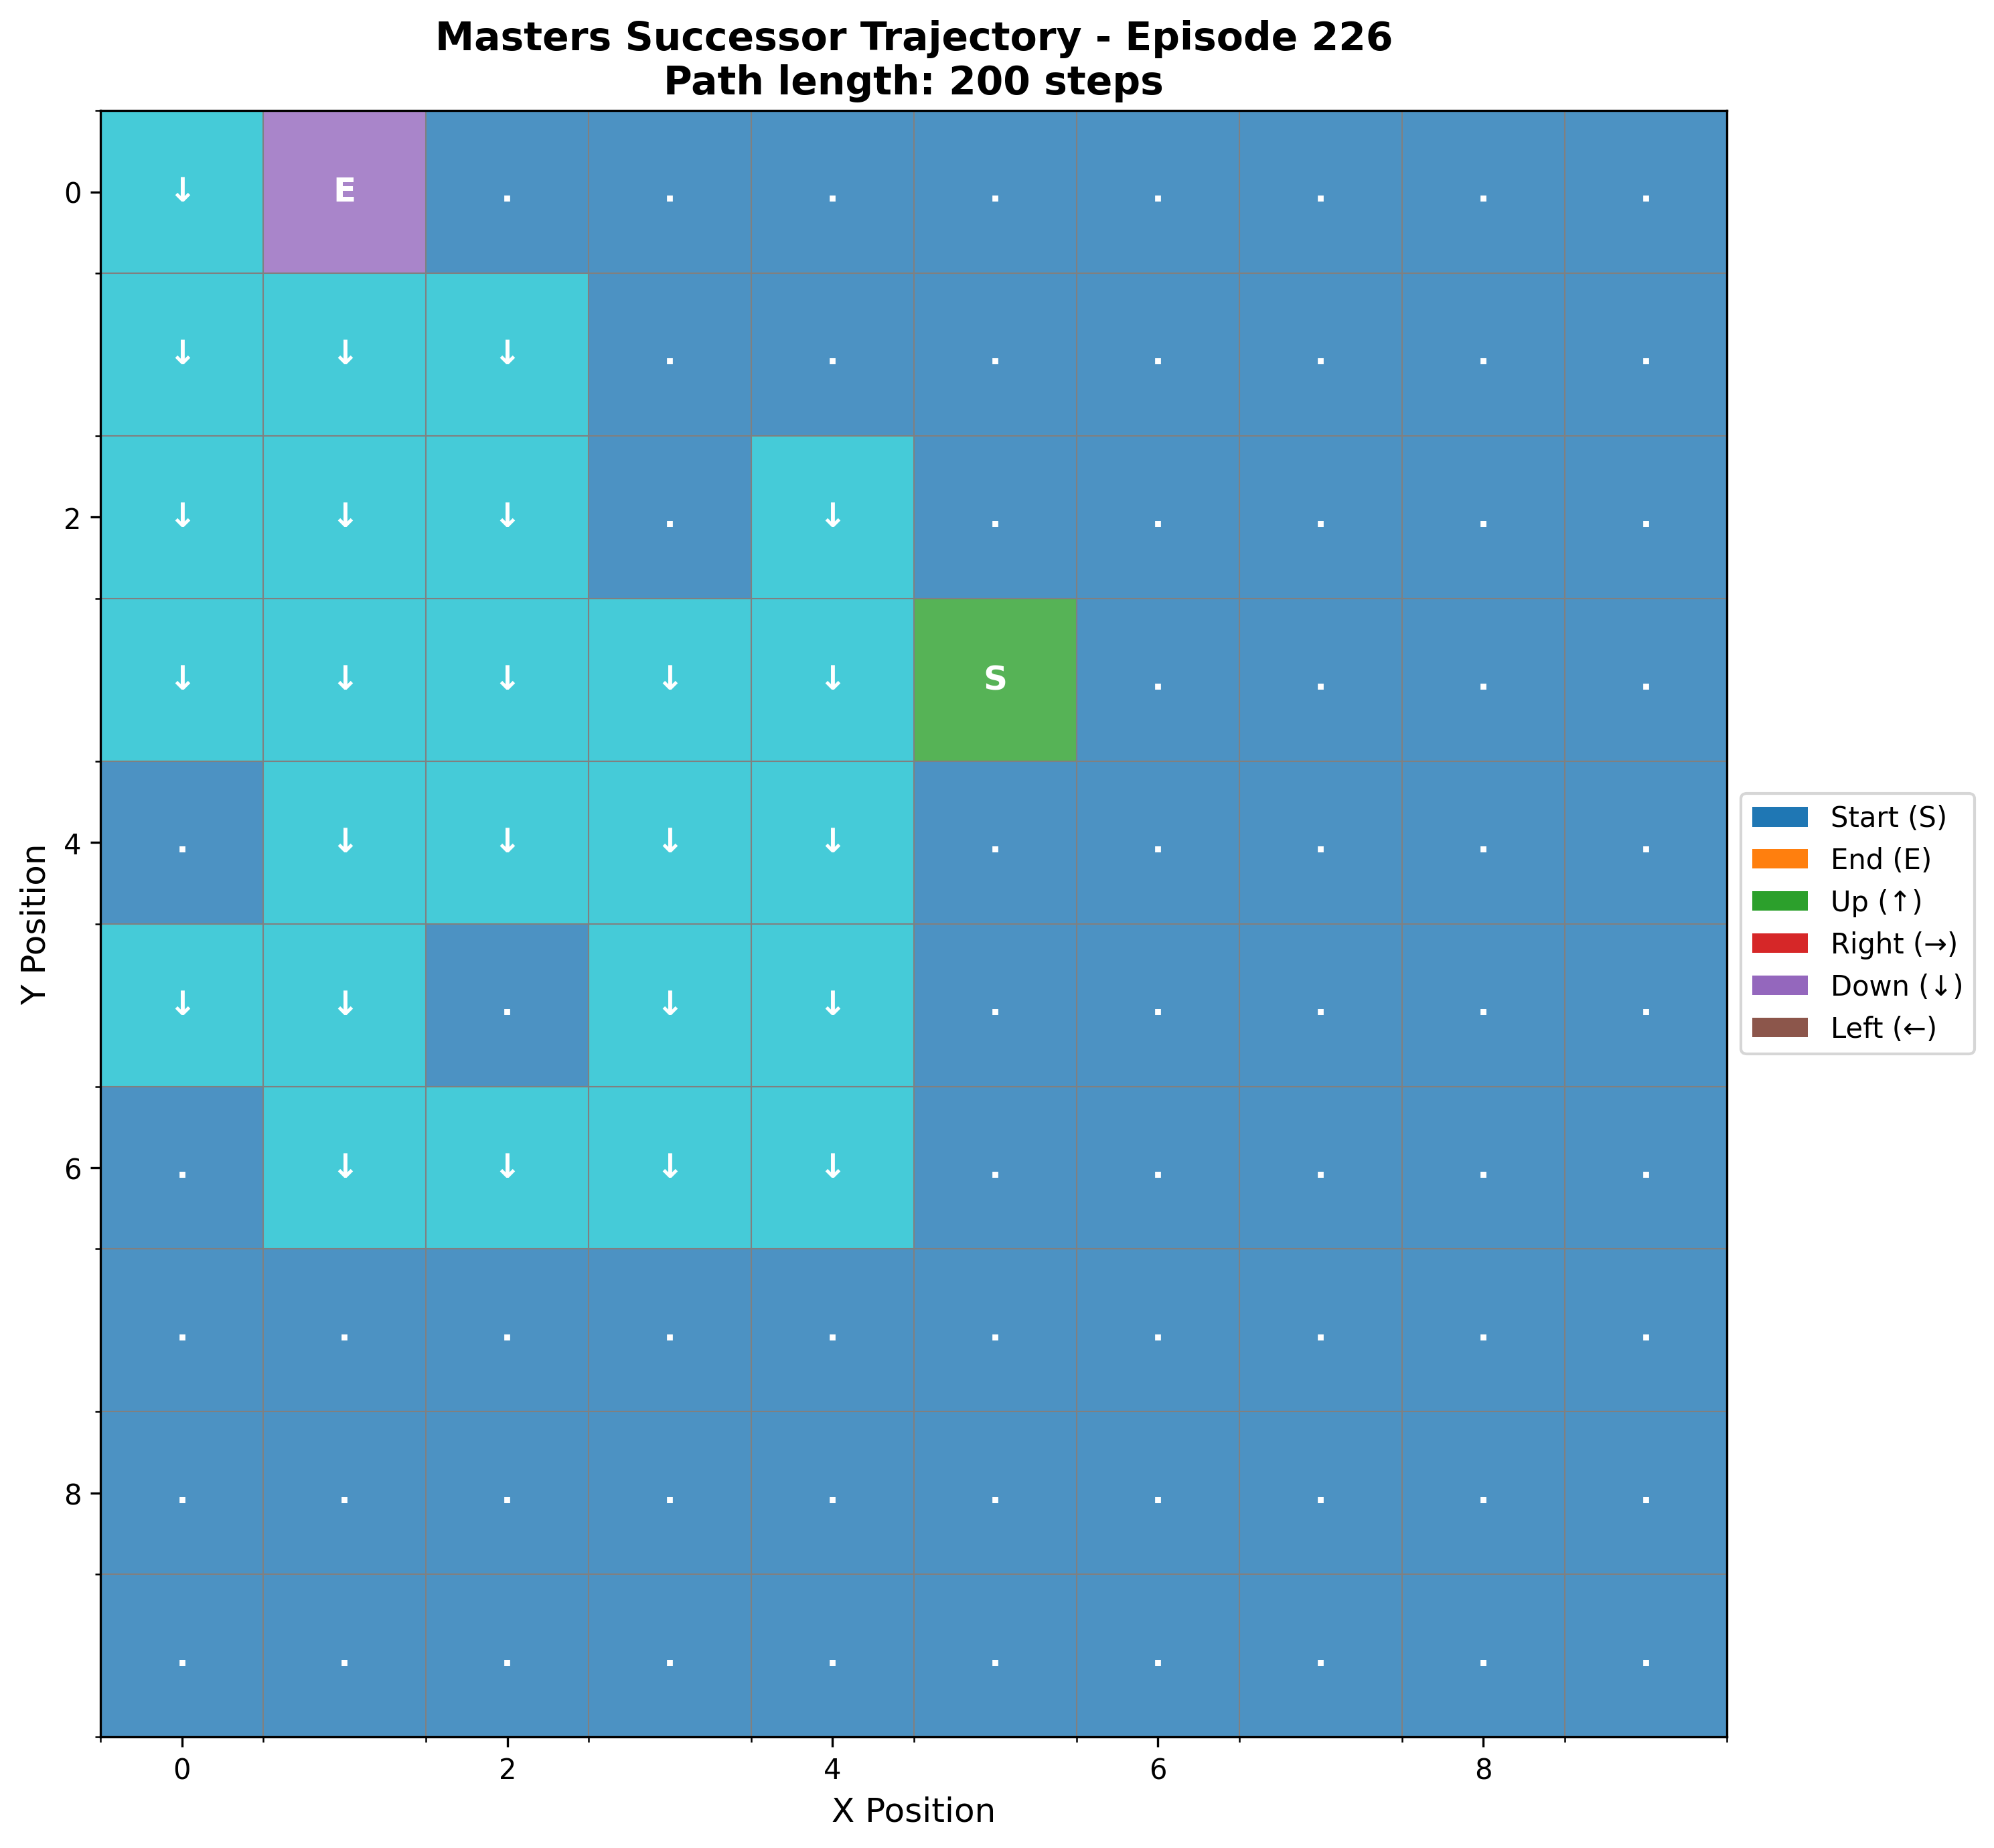 Masters Successor Trajectory - Episode 226
Path length: 200 steps
0 ↓ E . . . . . . . .
↓ ↓ ↓ . . . . . . .
2 ↓ ↓ ↓ . ↓ . . . . .
↓ ↓ ↓ ↓ ↓ S . . . .
4 . ↓ ↓ ↓ ↓ . . . . .
↓ ↓ . ↓ ↓ . . . . .
6 . ↓ ↓ ↓ ↓ . . . . .
. . . . . . . . . .
8 . . . . . . . . . .
. . . . . . . . . .
0 2 4 6 8
X Position
Y Position
Start (S)
End (E)
Up (↑)
Right (→)
Down (↓)
Left (←)